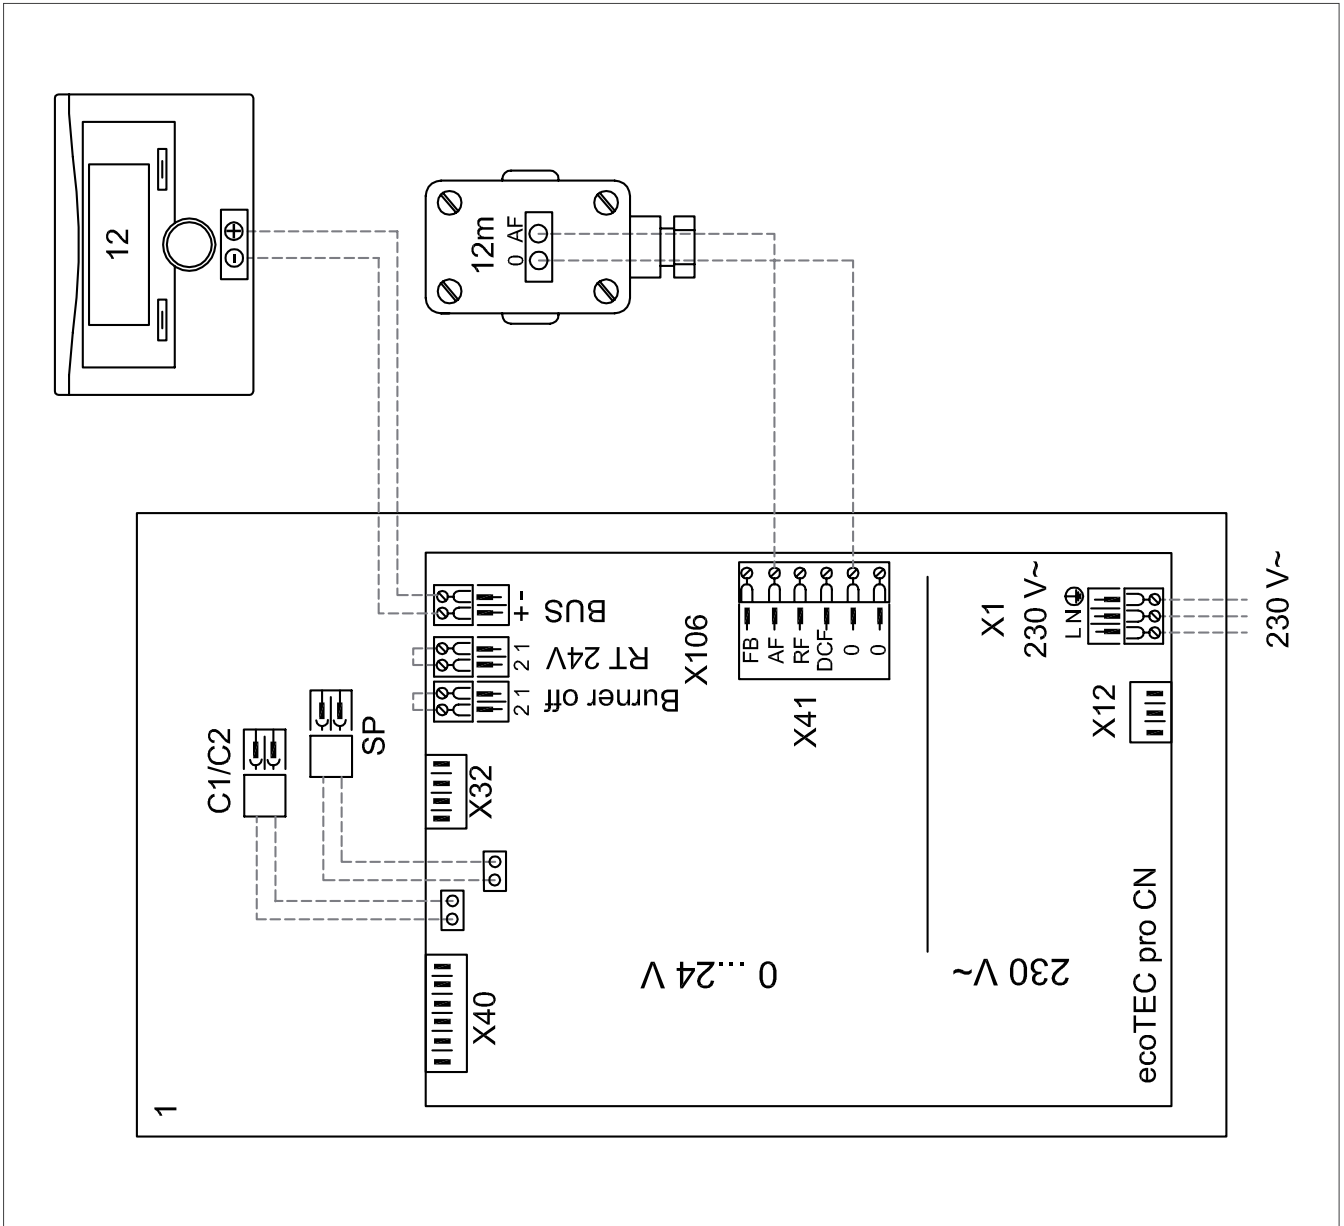 12
+
-
12m
0 AF
1
C1/C2
SP
BUS
+ -
RT 24V
2 1
Burner off
2 1
X32
X40
X106
FB
AF
RF
DCF
0
0
X41
X1
230 V~
L N
230 V~
X12
0 ...24 V
230 V~
ecoTEC pro CN